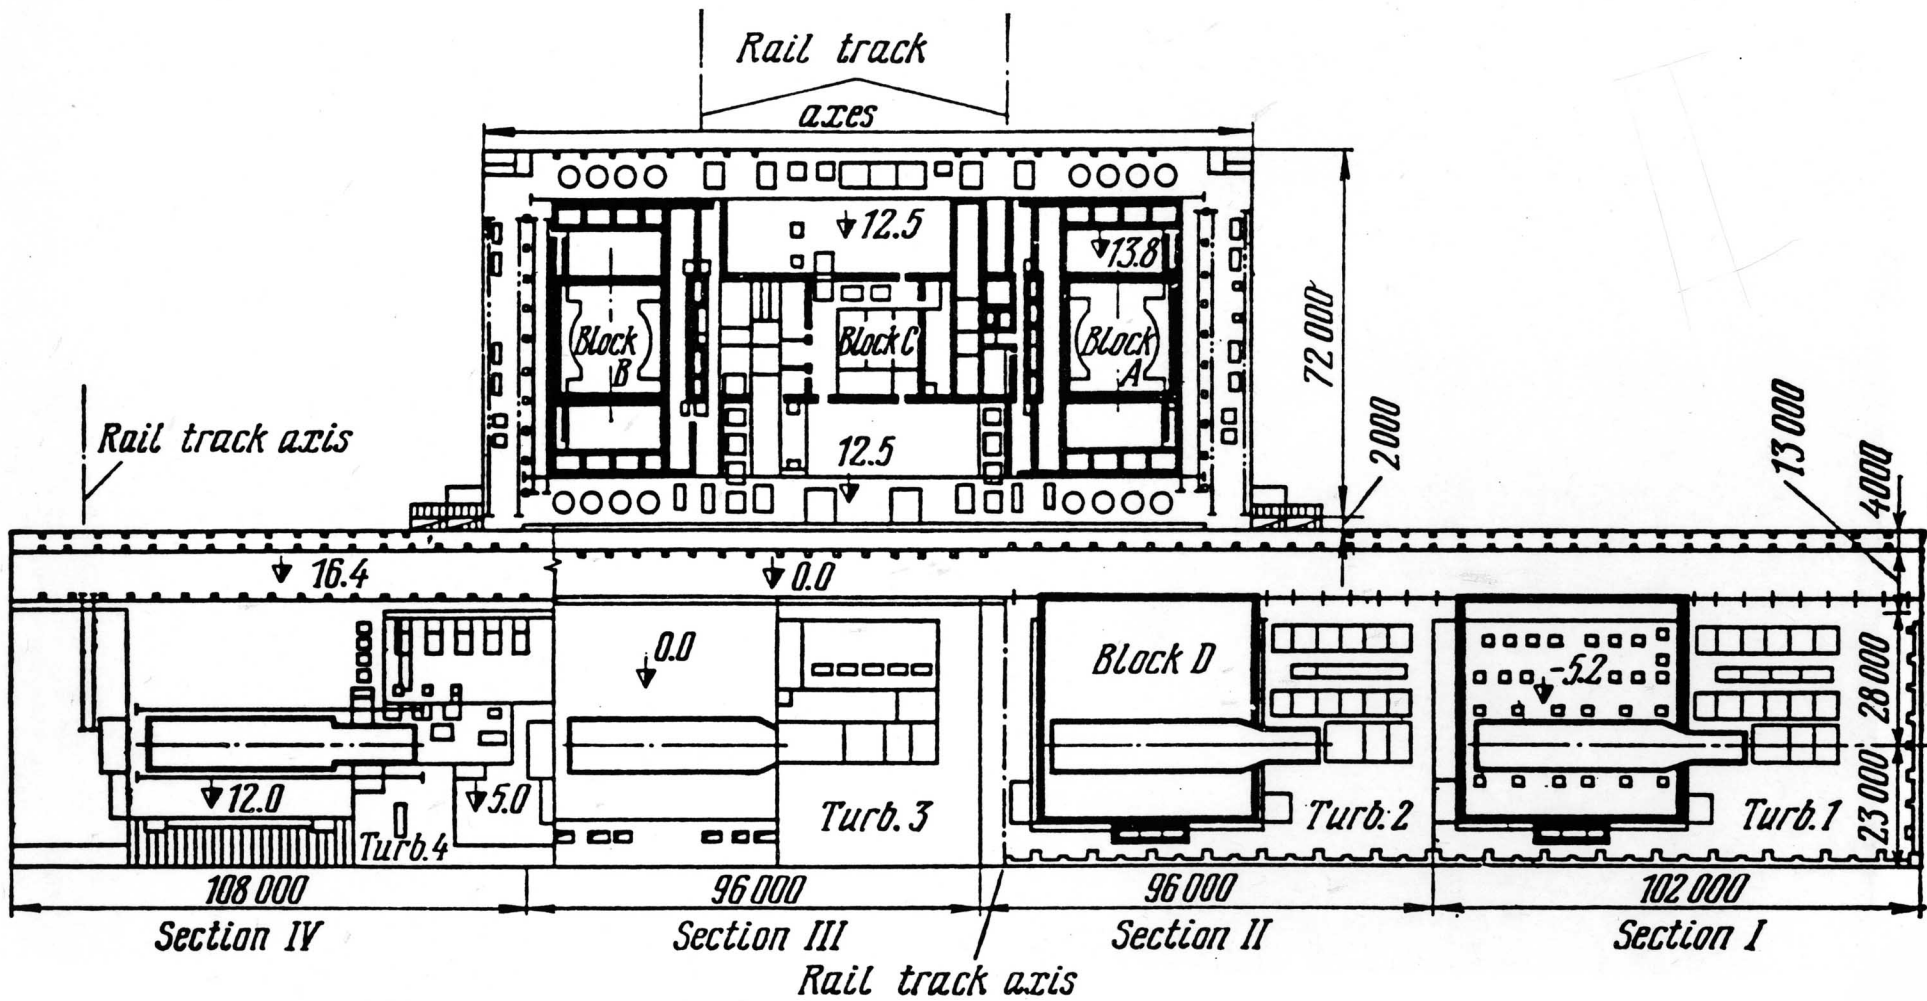 Rail track
axes
12.5
13.8
Block
B
Block C
Block
A
72 000
12.5
2000
13 000
4000
Rail track axis
16.4
0.0
0.0
Block D
-5.2
28 000
12.0
5.0
Turb.4
Turb. 3
Turb. 2
Turb. 1
23 000
108 000
96 000
96 000
102 000
Section IV
Section III
Section II
Section I
Rail track axis